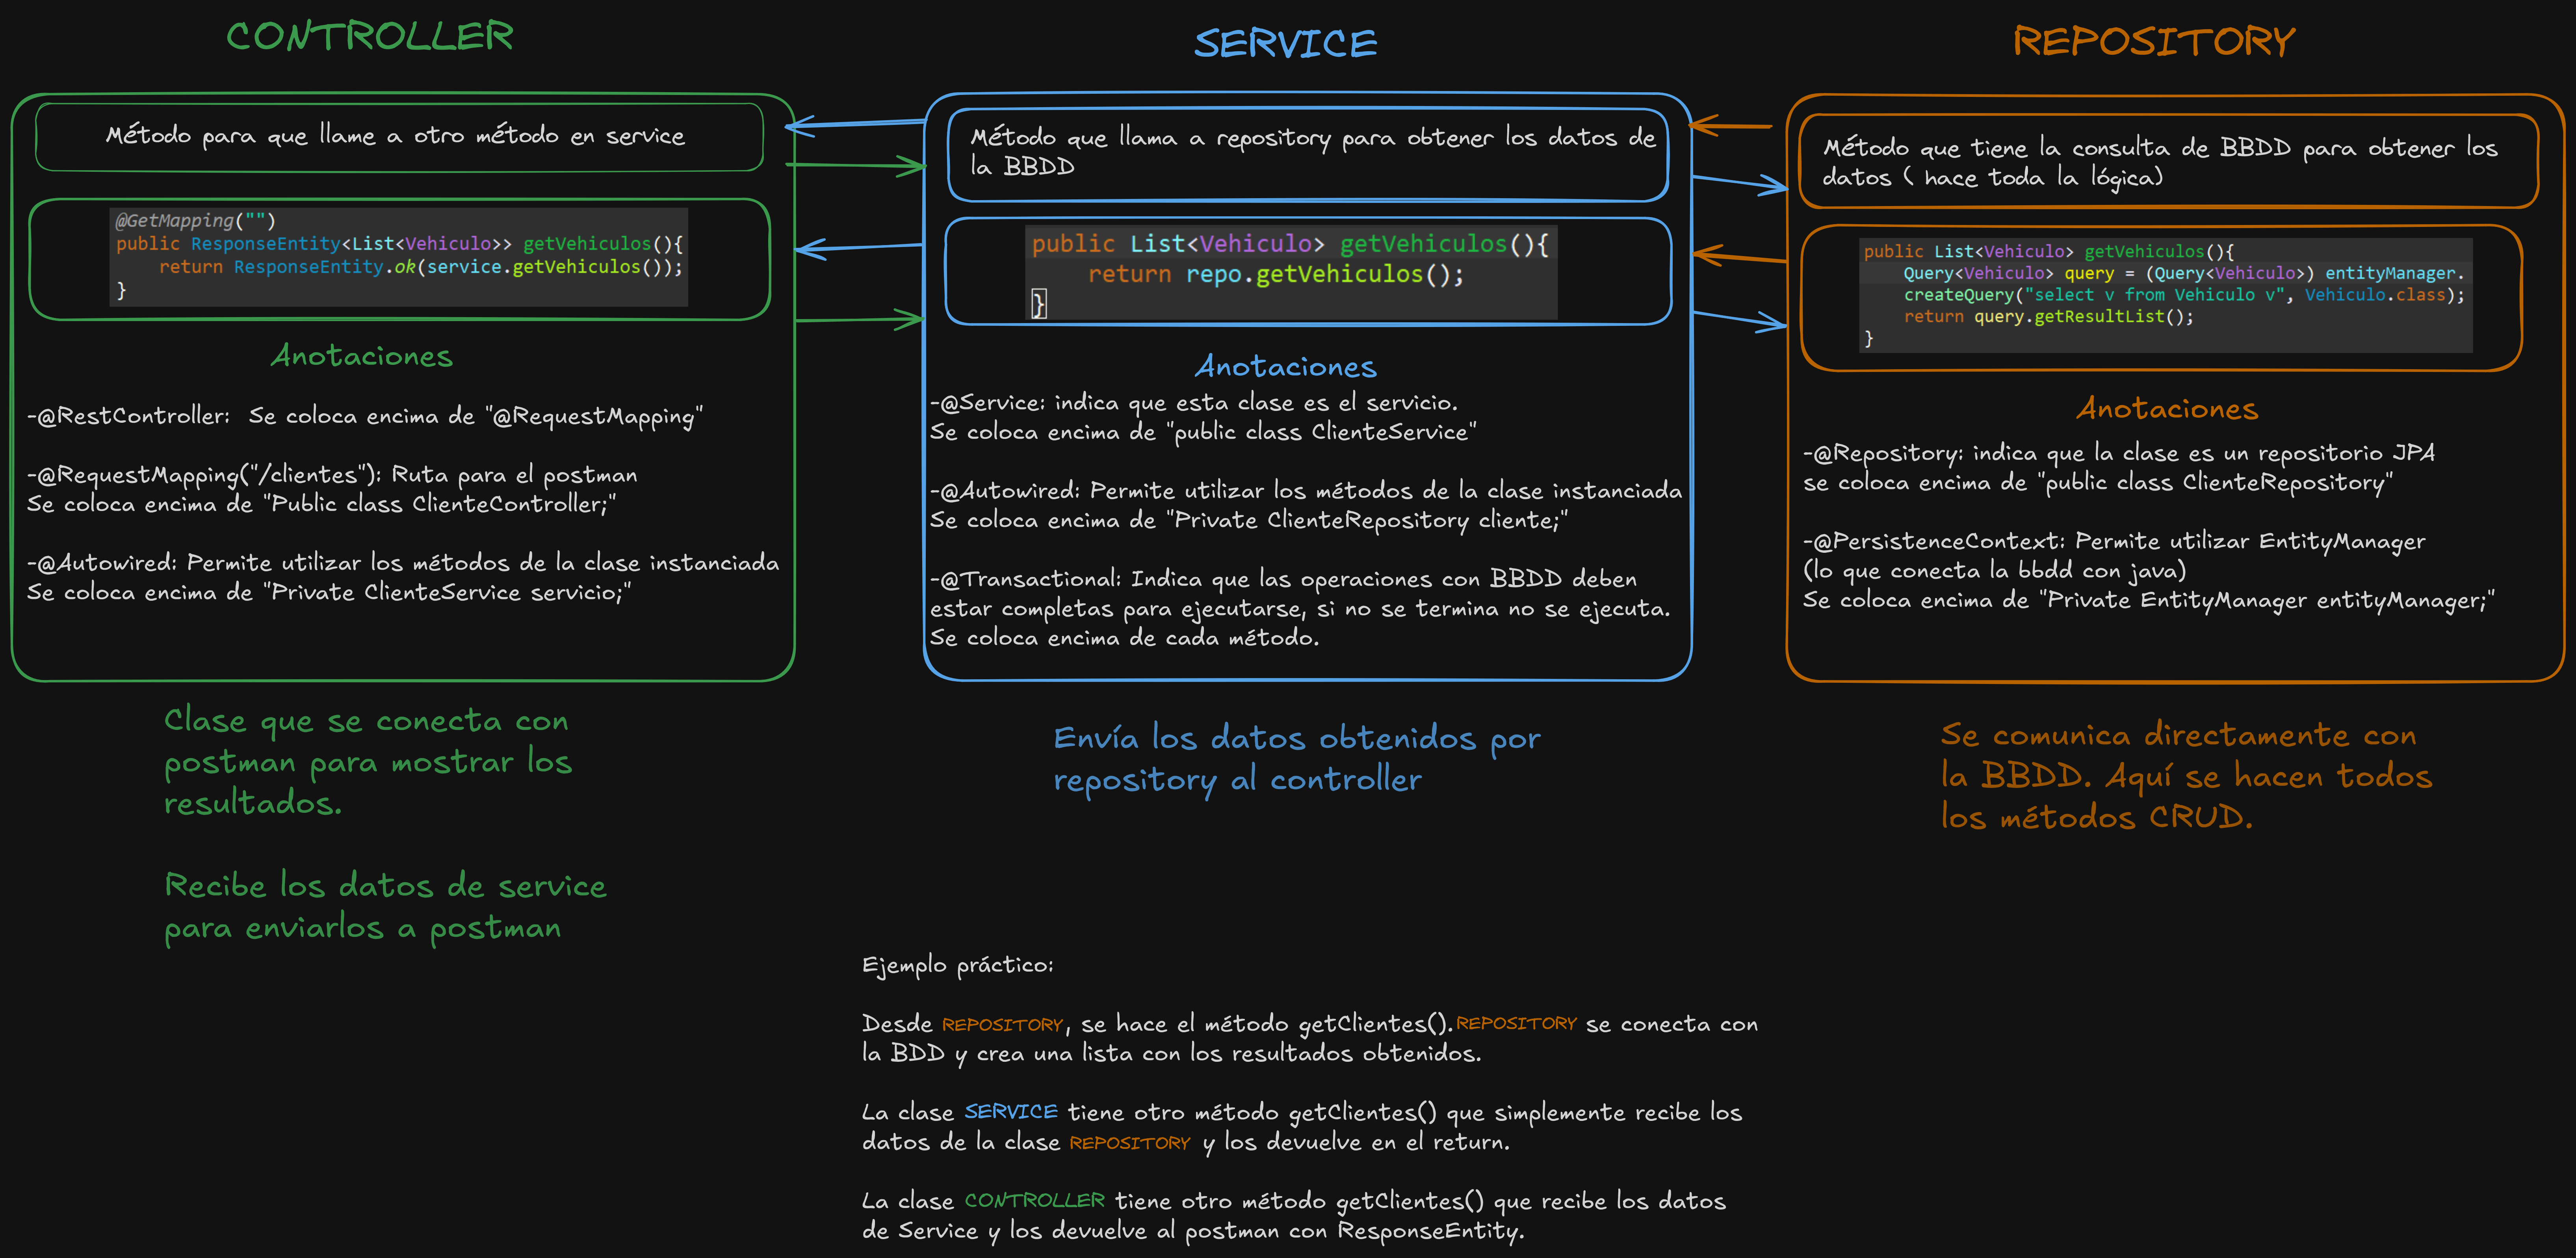 CONTROLLER
Método para que llame a otro método en service
@GetMapping("")
public ResponseEntity<List<Vehiculo>> getVehiculos(){
return ResponseEntity.ok(service.getVehiculos());
}
Anotaciones
-@RestController:  Se coloca encima de "@RequestMapping"
-@RequestMapping("/clientes"): Ruta para el postman
Se coloca encima de "Public class ClienteController;"
-@Autowired: Permite utilizar los métodos de la clase instanciada
Se coloca encima de "Private ClienteService servicio;"
Clase que se conecta con
postman para mostrar los
resultados.
Recibe los datos de service
para enviarlos a postman
SERVICE
Método que llama a repository para obtener los datos de
la BBDD
public List<Vehiculo> getVehiculos(){
return repo.getVehiculos();
}
Anotaciones
-@Service: indica que esta clase es el servicio.
Se coloca encima de "public class ClienteService"
-@Autowired: Permite utilizar los métodos de la clase instanciada
Se coloca encima de "Private ClienteRepository cliente;"
-@Transactional: Indica que las operaciones con BBDD deben
estar completas para ejecutarse, si no se termina no se ejecuta.
Se coloca encima de cada método.
Envía los datos obtenidos por
repository al controller
REPOSITORY
Método que tiene la consulta de BBDD para obtener los
datos ( hace toda la lógica)
public List<Vehiculo> getVehiculos(){
Query<Vehiculo> query = (Query<Vehiculo>) entityManager.
createQuery("select v from Vehiculo v", Vehiculo.class);
return query.getResultList();
}
Anotaciones
-@Repository: indica que la clase es un repositorio JPA
se coloca encima de "public class ClienteRepository"
-@PersistenceContext: Permite utilizar EntityManager
(lo que conecta la bbdd con java)
Se coloca encima de "Private EntityManager entityManager;"
Se comunica directamente con
la BBDD. Aquí se hacen todos
los métodos CRUD.
Ejemplo práctico:
Desde REPOSITORY, se hace el método getClientes(). REPOSITORY se conecta con
la BDD y crea una lista con los resultados obtenidos.
La clase SERVICE tiene otro método getClientes() que simplemente recibe los
datos de la clase REPOSITORY y los devuelve en el return.
La clase CONTROLLER tiene otro método getClientes() que recibe los datos
de Service y los devuelve al postman con ResponseEntity.